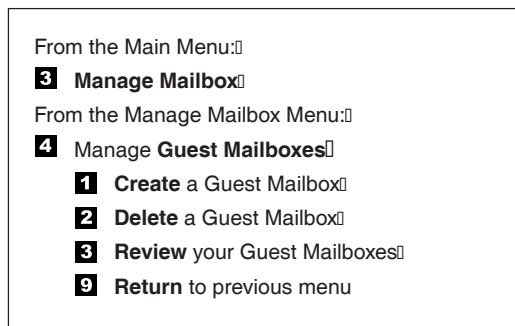 From the Main Menu:
3 Manage Mailbox
From the Manage Mailbox Menu:
4 Manage Guest Mailboxes
1 Create a Guest Mailbox
2 Delete a Guest Mailbox
3 Review your Guest Mailboxes
9 Return to previous menu